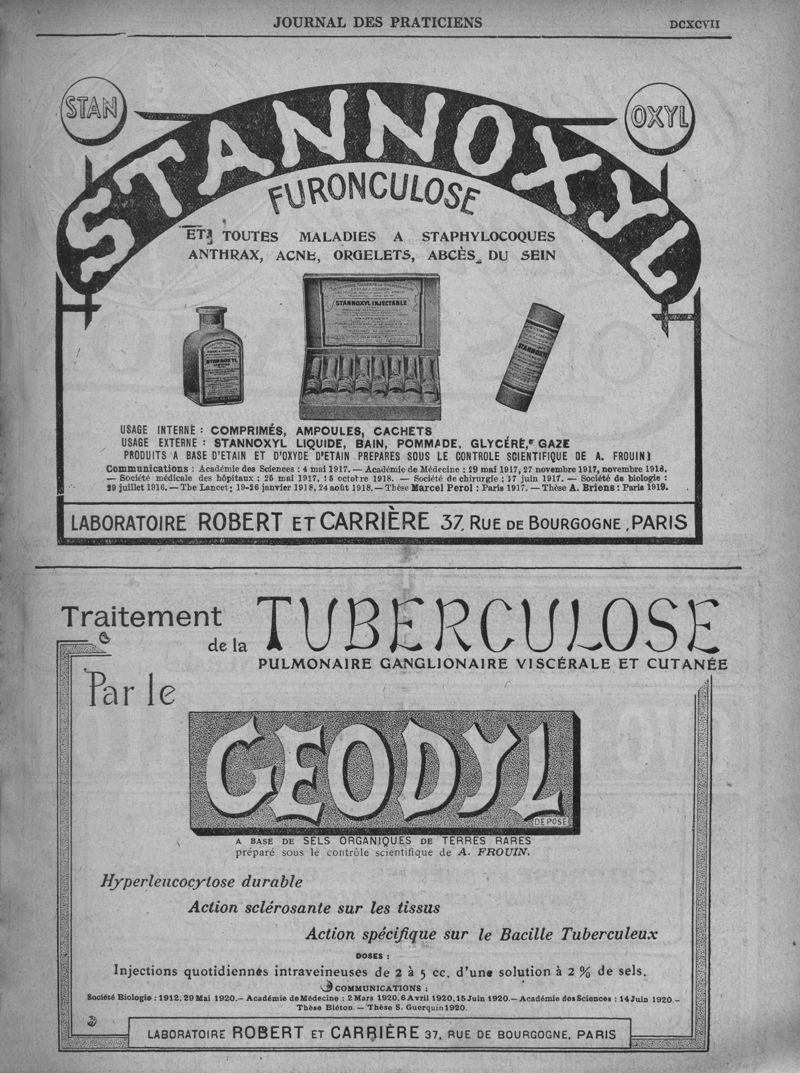 JOURNAL DES PRATICIENS
DCXCVII
STAN
OXYL
STANNOXYL
FURONCULOSE
ET TOUTES MALADIES A STAPHYLOCOQUES
ANTHRAX, ACNE, ORGELETS, ABCÈS DU SEIN
STANNOXYL INJECTABLE
STANNOXYL
STANNOXYL
USAGE INTERNE : COMPRIMÉS, AMPOULES, CACHETS
USAGE EXTERNE : STANNOXYL LIQUIDE, BAIN, POMMADE, GLYCÉRÉ, GAZE
PRODUITS A BASE D'ETAIN ET D'OXYDE D'ETAIN PREPARES SOUS LE CONTROLE SCIENTIFIQUE DE A. FROUIN
Communications : Académie des Sciences : 4 mai 1917. — Académie de Médecine : 29 mai 1917, 27 novembre 1917, novembre 1918.
— Société médicale des hôpitaux : 25 mai 1917, 15 octobre 1918. — Société de chirurgie : 17 juin 1917. — Société de biologie :
29 juillet 1916. — The Lancet : 19-26 janvier 1918, 24 août 1918. — Thèse Marcel Perol : Paris 1917. — Thèse A. Briens : Paris 1919.
LABORATOIRE ROBERT ET CARRIÈRE 37, RUE DE BOURGOGNE, PARIS
Traitement de la TUBERCULOSE
PULMONAIRE GANGLIONAIRE VISCÉRALE ET CUTANÉE
Par le
GEODYL
DÉPOSÉ
A BASE DE SELS ORGANIQUES DE TERRES RARES
préparé sous le contrôle scientifique de A. FROUIN.
Hyperleucocytose durable
Action sclérosante sur les tissus
Action spécifique sur le Bacille Tuberculeux
DOSES :
Injections quotidiennes intraveineuses de 2 à 5 cc. d'une solution à 2 % de sels.
COMMUNICATIONS :
Société Biologie : 1912, 29 Mai 1920. — Académie de Médecine : 2 Mars 1920, 6 Avril 1920, 15 Juin 1920. — Académie des Sciences : 14 Juin 1920. —
Thèse Biéton. — Thèse S. Guerquin 1920.
LABORATOIRE ROBERT ET CARRIÈRE 37, RUE DE BOURGOGNE, PARIS